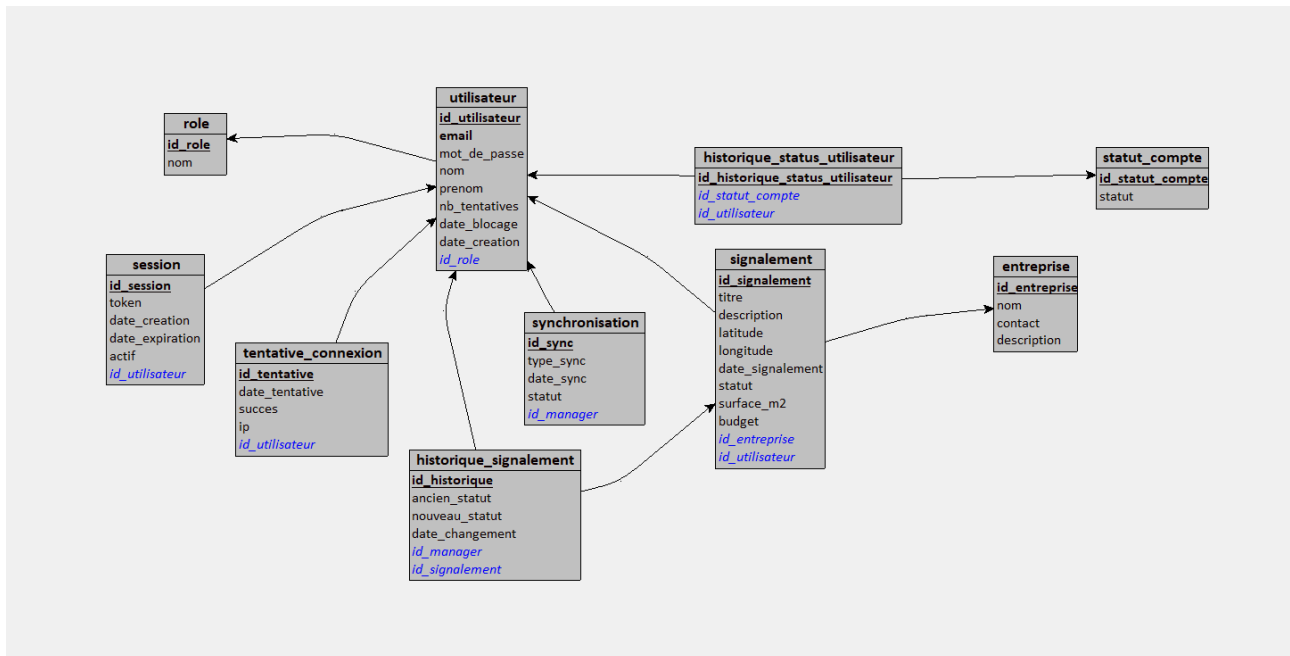 role
id_role
nom
utilisateur
id_utilisateur
email
mot_de_passe
nom
prenom
nb_tentatives
date_blocage
date_creation
id_role
historique_status_utilisateur
id_historique_status_utilisateur
id_statut_compte
id_utilisateur
statut_compte
id_statut_compte
statut
session
id_session
token
date_creation
date_expiration
actif
id_utilisateur
tentative_connexion
id_tentative
date_tentative
succes
ip
id_utilisateur
synchronisation
id_sync
type_sync
date_sync
statut
id_manager
signalement
id_signalement
titre
description
latitude
longitude
date_signalement
statut
surface_m2
budget
id_entreprise
id_utilisateur
entreprise
id_entreprise
nom
contact
description
historique_signalement
id_historique
ancien_statut
nouveau_statut
date_changement
id_manager
id_signalement